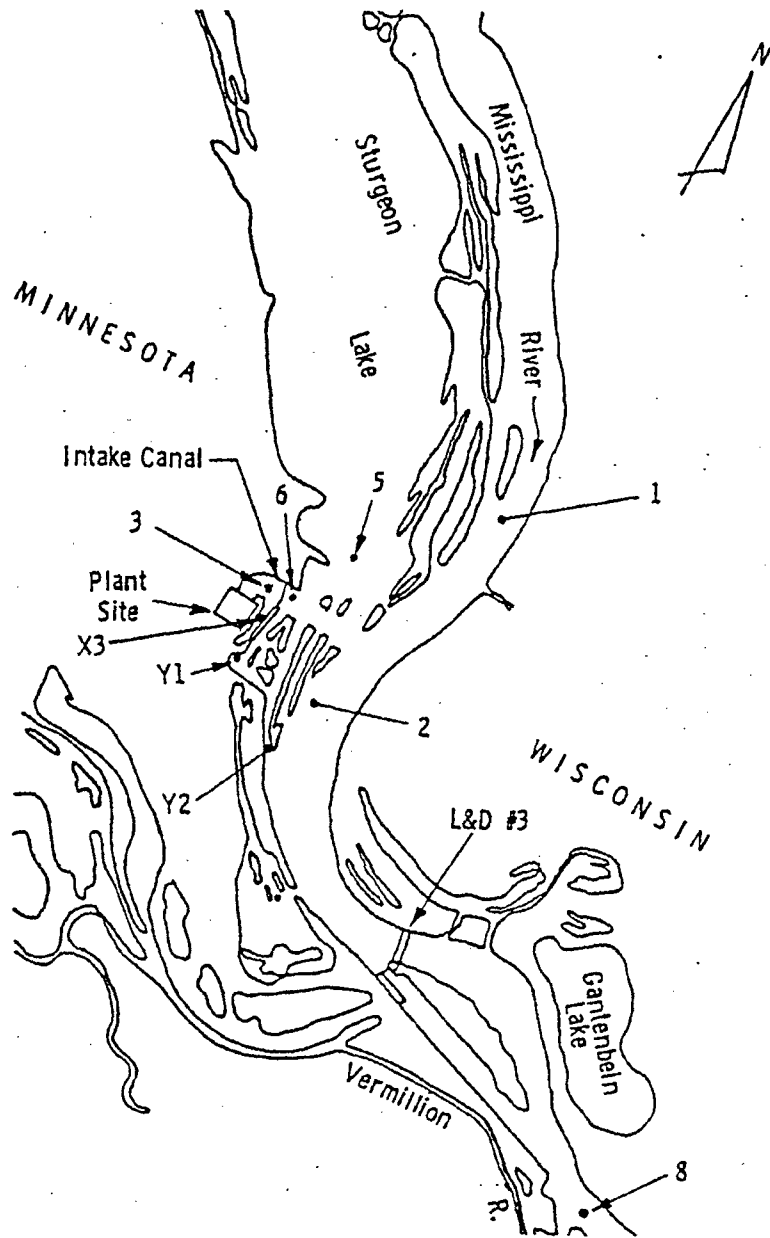 N
Mississippi
Sturgeon
MINNESOTA
Lake
River
Intake Canal
6
5
1
3
Plant
Site
X3
Y1
2
WISCONSIN
Y2
L&D #3
Gantenbeln
Lake
Vermillion
R.
8